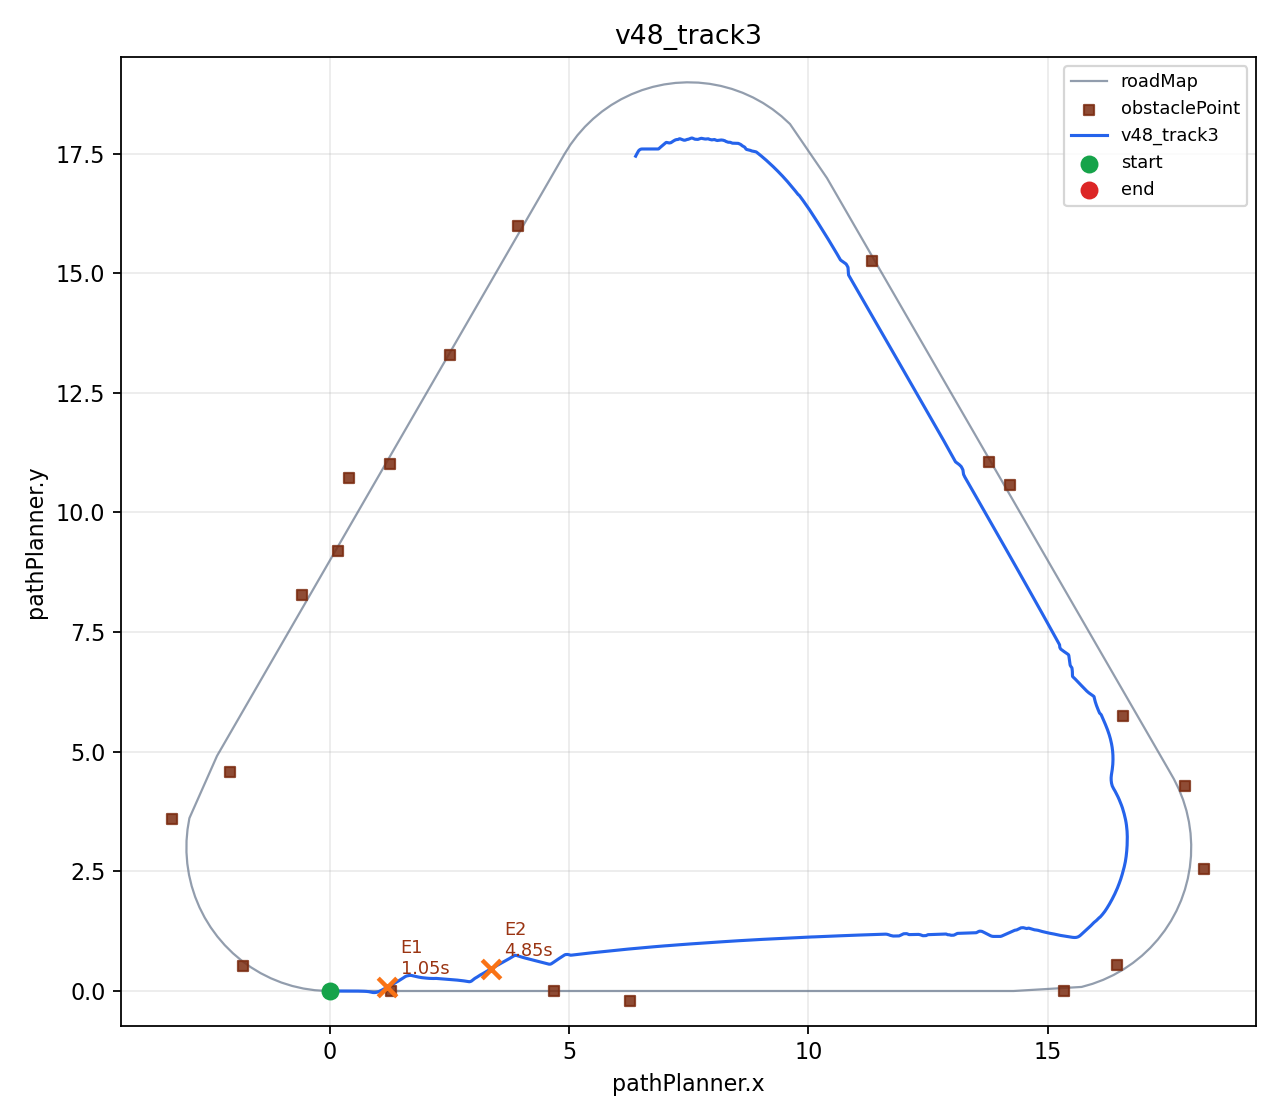 v48_track3
roadMap
obstaclePoint
v48_track3
start
end
17.5
15.0
12.5
10.0
7.5
5.0
2.5
0.0
pathPlanner.y
E1
1.05s
E2
4.85s
0
5
10
15
pathPlanner.x